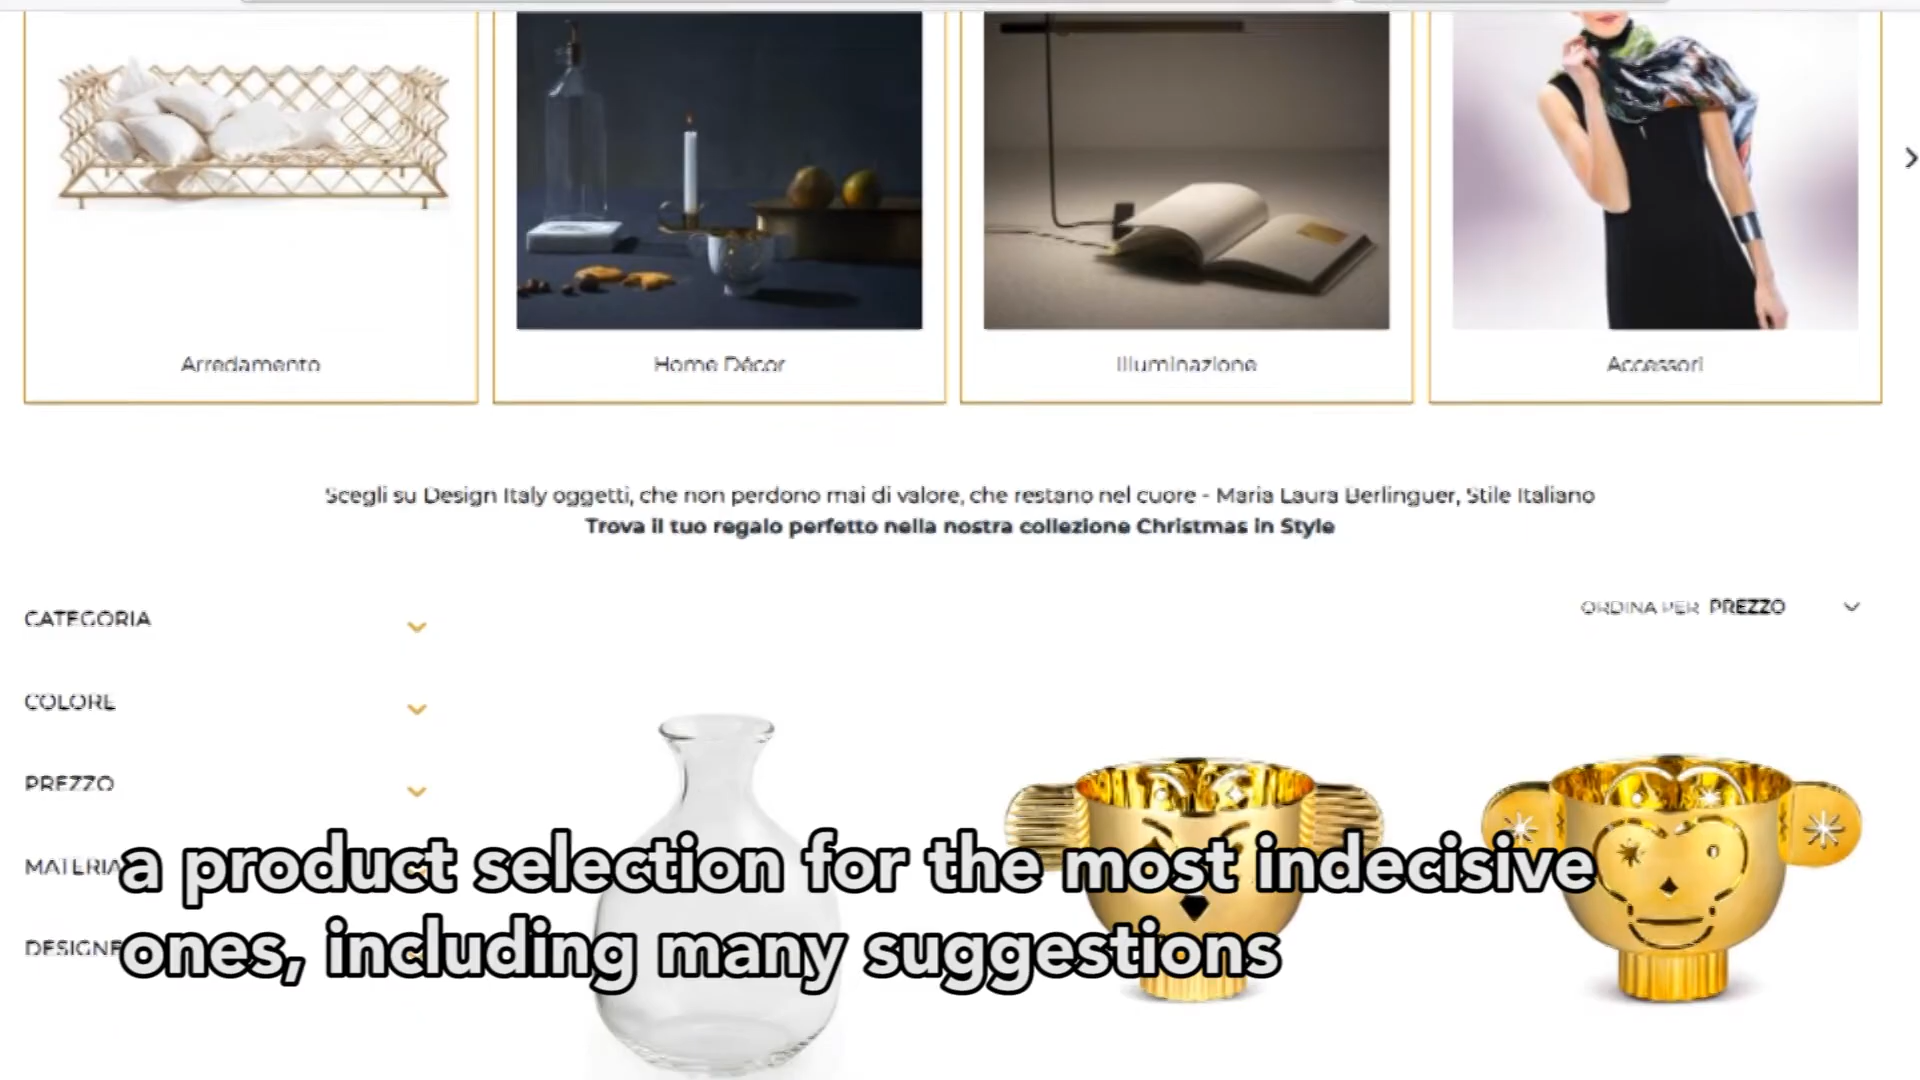 Arredamento
Home Décor
Illuminazione
Accessori
Scegli su Design Italy oggetti, che non perdono mai di valore, che restano nel cuore - Maria Laura Berlinguer, Stile Italiano
Trova il tuo regalo perfetto nella nostra collezione Christmas in Style
ORDINA PER PREZZO
CATEGORIA
COLORE
PREZZO
MATERIA
DESIGNE
a product selection for the most indecisive
ones, including many suggestions